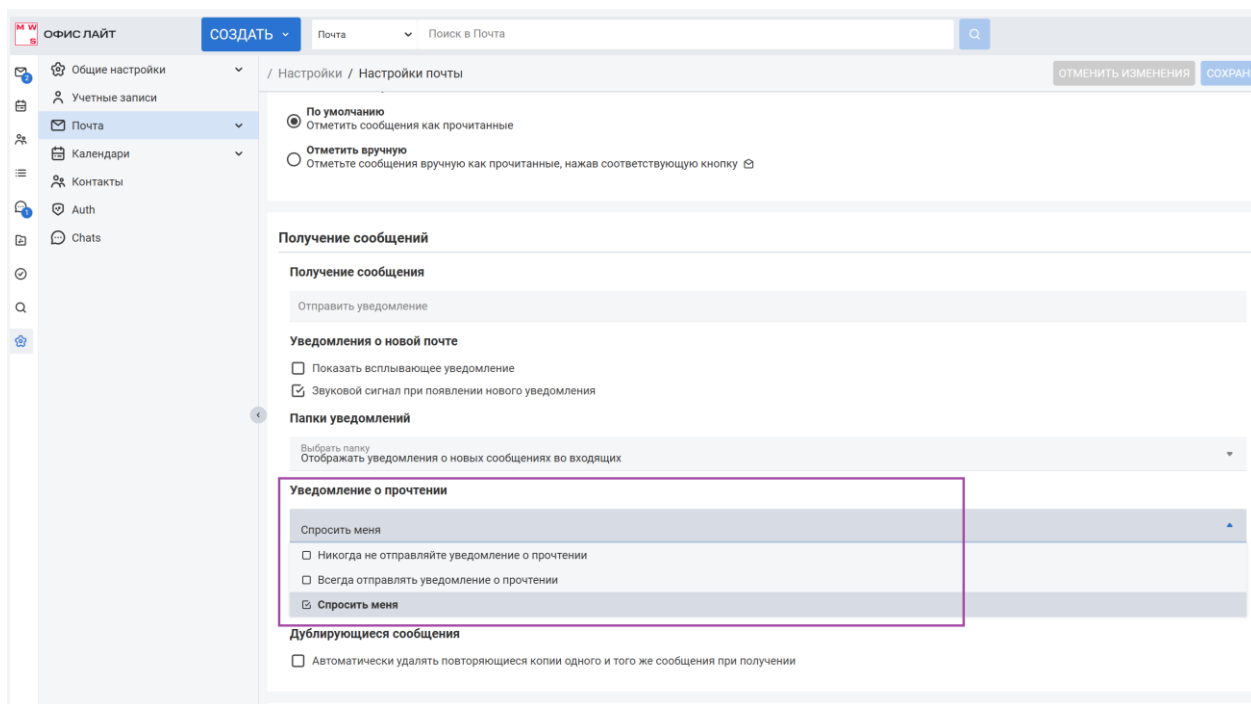 MWS ОФИС ЛАЙТ
СОЗДАТЬ
Почта
Поиск в Почта
2
1
Общие настройки
Учетные записи
Почта
Календари
Контакты
Auth
Chats
/ Настройки / Настройки почты
ОТМЕНИТЬ ИЗМЕНЕНИЯ
СОХРАН
По умолчанию
Отметить сообщения как прочитанные
Отметить вручную
Отметьте сообщения вручную как прочитанные, нажав соответствующую кнопку
Получение сообщений
Получение сообщения
Отправить уведомление
Уведомления о новой почте
Показать всплывающее уведомление
Звуковой сигнал при появлении нового уведомления
Папки уведомлений
Выбрать папку
Отображать уведомления о новых сообщениях во входящих
Уведомление о прочтении
Спросить меня
Никогда не отправляйте уведомление о прочтении
Всегда отправлять уведомление о прочтении
Спросить меня
Дублирующиеся сообщения
Автоматически удалять повторяющиеся копии одного и того же сообщения при получении